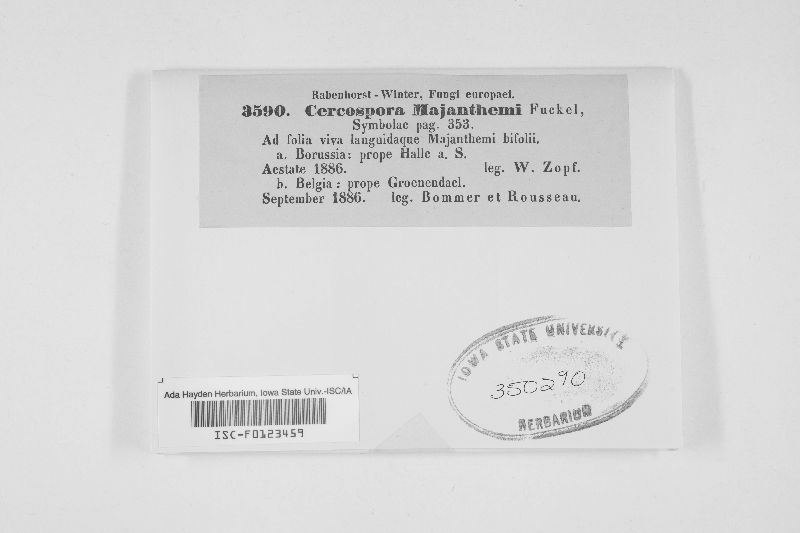 Rabenhorst-Winter, Fungi europaei.
3590. Cercospora Majanthemi Fuckel,
Symbolae pag. 353.
Ad folia viva languidaque Majanthemi bifolii.
a. Borussia: prope Halle a. S.
Aestate 1886. leg. W. Zopf.
b. Belgia: prope Groenendael.
September 1886. leg. Bommer et Rousseau.
IOWA STATE UNIVERSITY
350290
HERBARIUM
Ada Hayden Herbarium, Iowa State Univ.-ISC/IA
ISC-F0123459